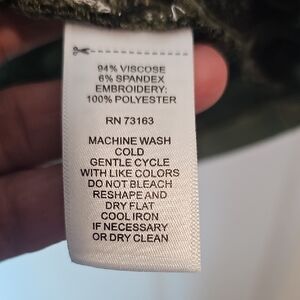 94% VISCOSE
6% SPANDEX
EMBROIDERY:
100% POLYESTER
RN 73163
MACHINE WASH
COLD
GENTLE CYCLE
WITH LIKE COLORS
DO NOT BLEACH
RESHAPE AND
DRY FLAT
COOL IRON
IF NECESSARY
OR DRY CLEAN